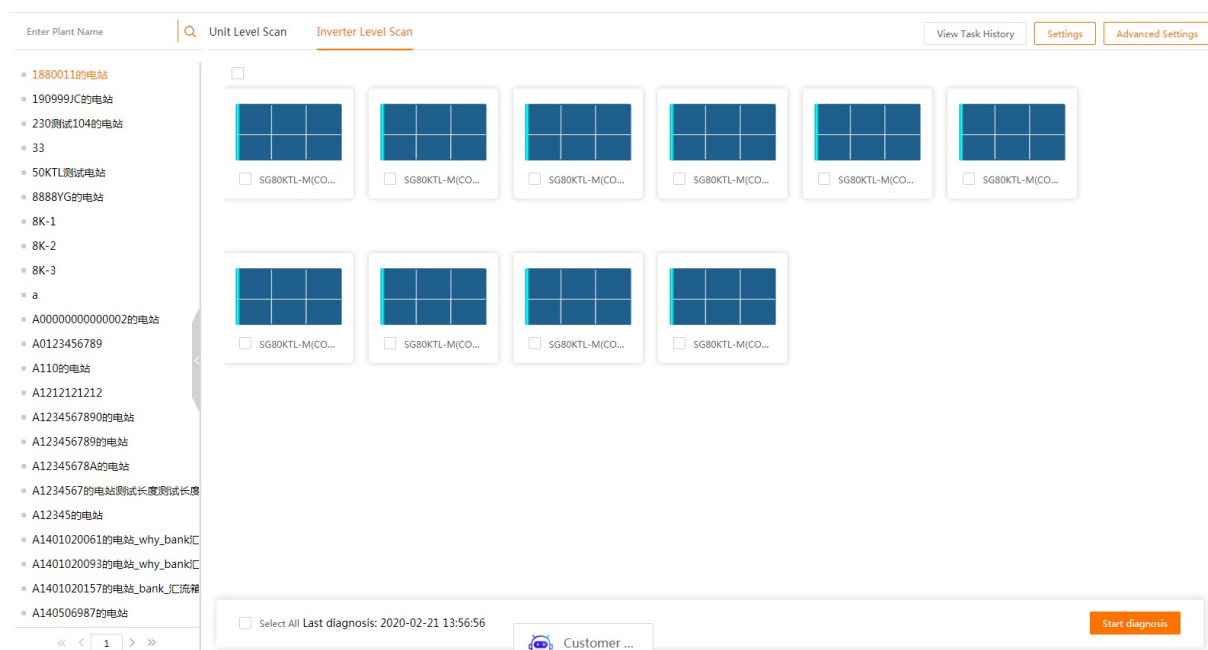 Enter Plant Name
Unit Level Scan Inverter Level Scan View Task History Settings Advanced Settings
1880011的电站
190999JC的电站
230测试104的电站
33
50KTL测试电站
8888YG的电站
8K-1
8K-2
8K-3
a
A00000000000002的电站
A0123456789
A110的电站
A1212121212
A1234567890的电站
A123456789的电站
A12345678A的电站
A1234567的电站测试长度测试长度
A12345的电站
A1401020061的电站_why_bank汇
A1401020093的电站_why_bank汇
A1401020157的电站_bank_汇流箱
A140506987的电站
« < 1 > »
SG80KTL-M(CO... SG80KTL-M(CO... SG80KTL-M(CO... SG80KTL-M(CO... SG80KTL-M(CO... SG80KTL-M(CO...
SG80KTL-M(CO... SG80KTL-M(CO... SG80KTL-M(CO... SG80KTL-M(CO...
Select All Last diagnosis: 2020-02-21 13:56:56 Start diagnosis
Customer ...